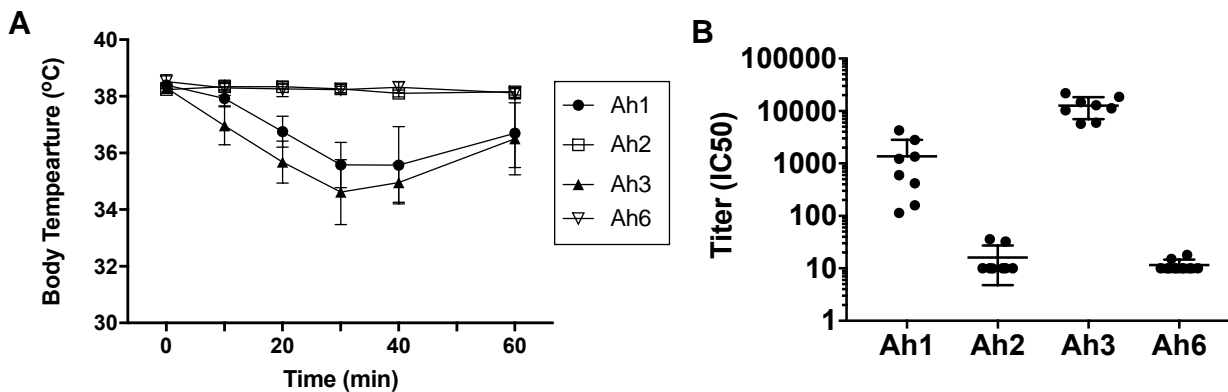 A
Body Tempearture (ºC)
40
38
36
34
32
30
0
20
40
60
Time (min)
Ah1
Ah2
Ah3
Ah6
B
Titer (IC50)
100000
10000
1000
100
10
1
Ah1
Ah2
Ah3
Ah6